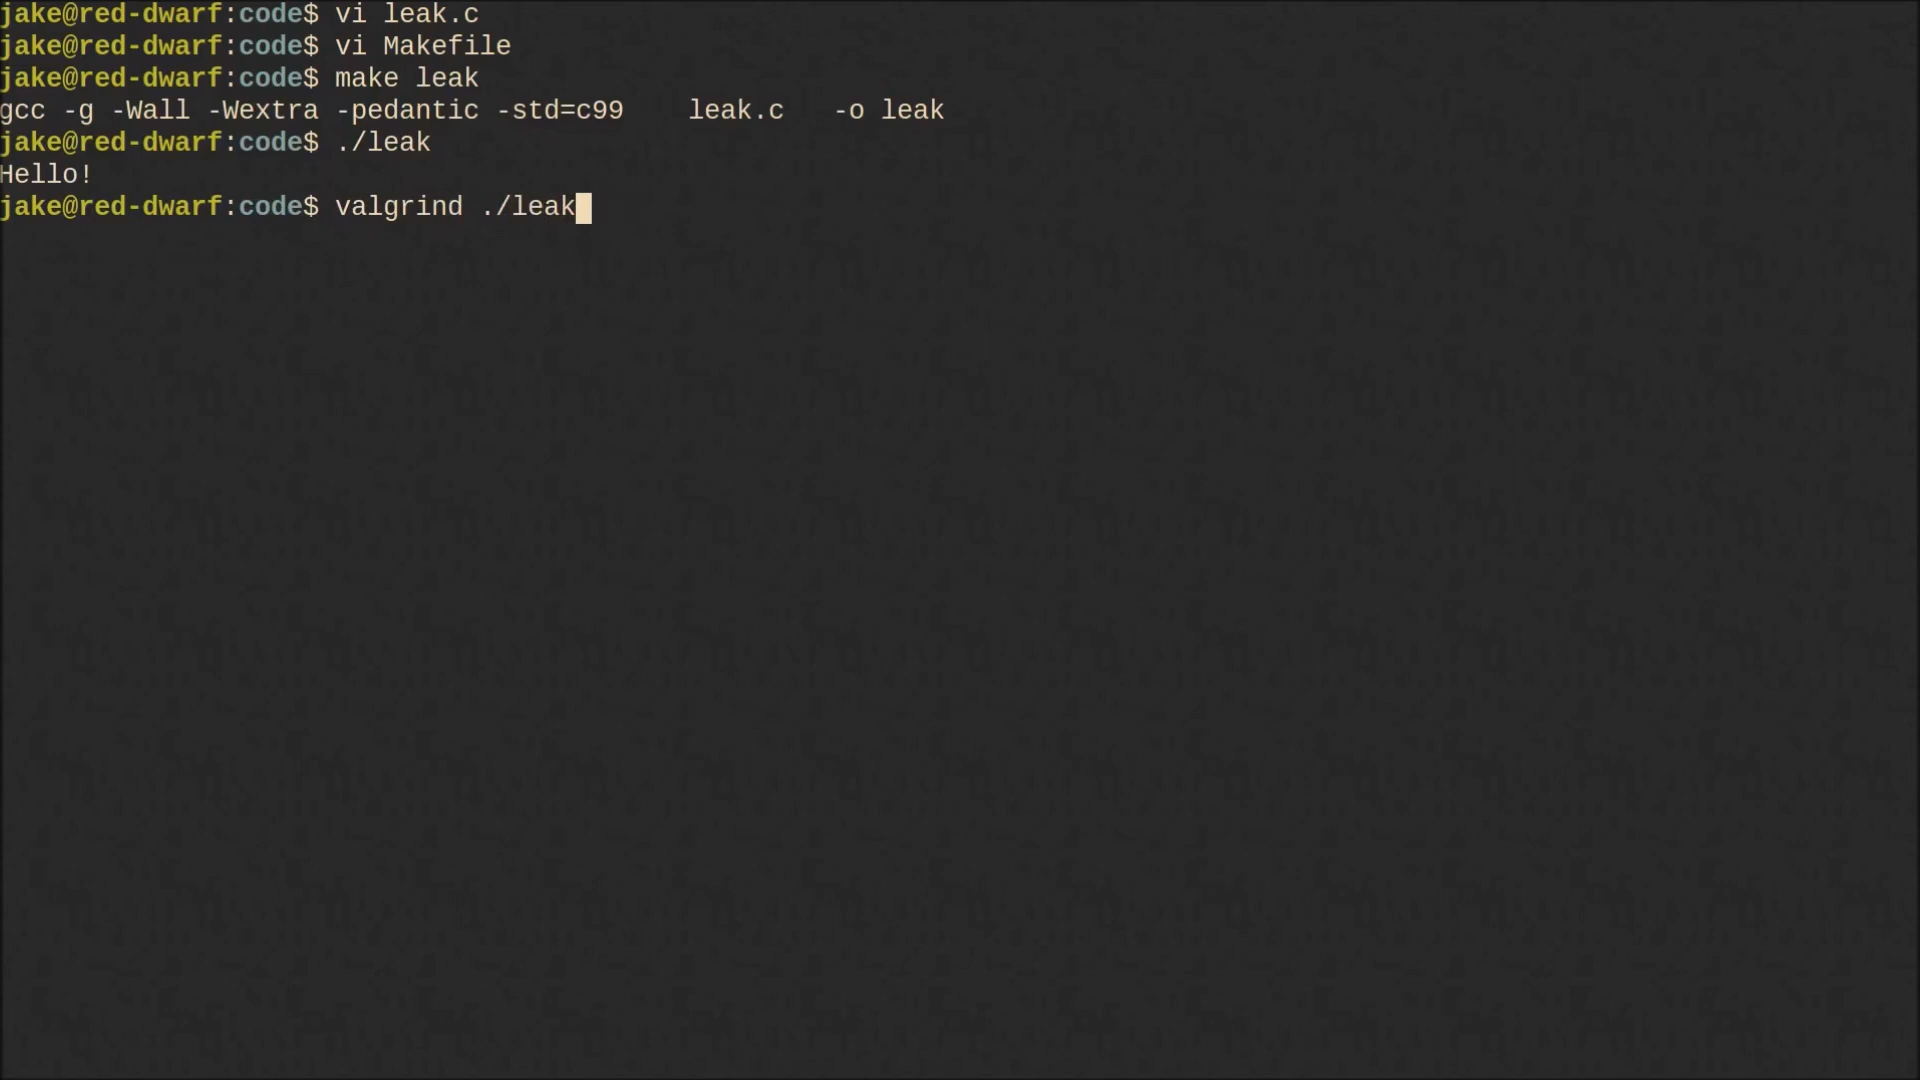 jake@red-dwarf:code$ vi leak.c
jake@red-dwarf:code$ vi Makefile
jake@red-dwarf:code$ make leak
gcc -g -Wall -Wextra -pedantic -std=c99    leak.c   -o leak
jake@red-dwarf:code$ ./leak
Hello!
jake@red-dwarf:code$ valgrind ./leak